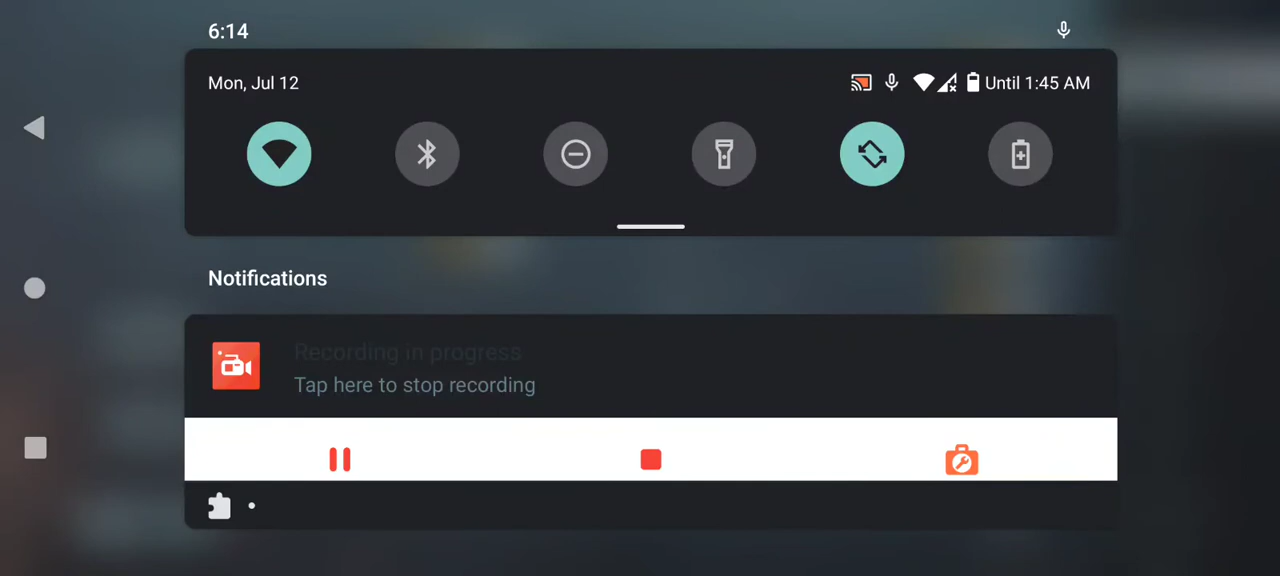 6:14
Mon, Jul 12
Until 1:45 AM
Notifications
Recording in progress
Tap here to stop recording